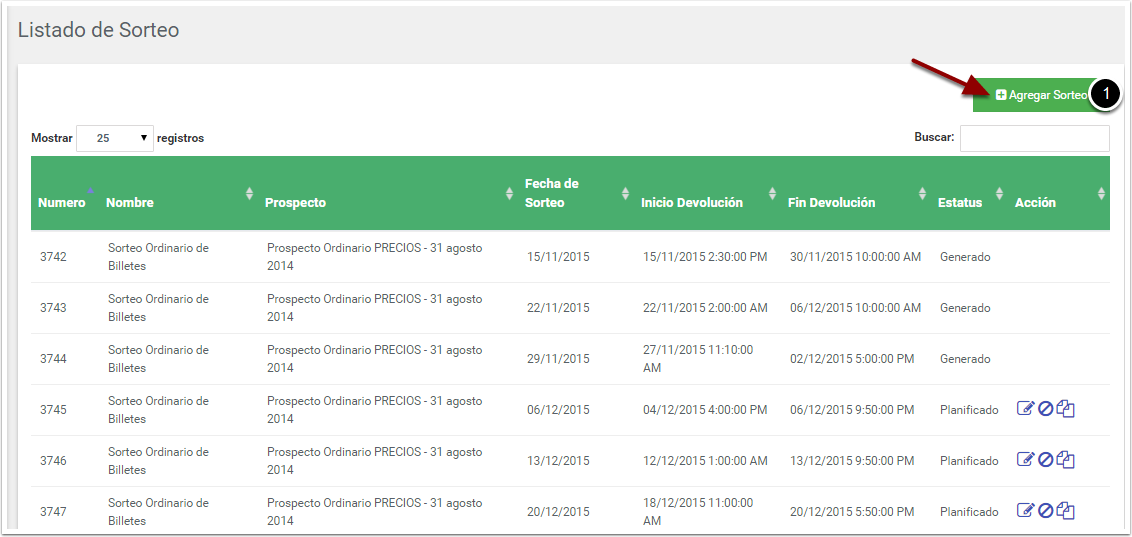 Listado de Sorteo
Agregar Sorteo 1
Mostrar 25 registros Buscar:
Numero Nombre Prospecto Fecha de Sorteo Inicio Devolución Fin Devolución Estatus Acción
3742 Sorteo Ordinario de Billetes Prospecto Ordinario PRECIOS - 31 agosto 2014 15/11/2015 15/11/2015 2:30:00 PM 30/11/2015 10:00:00 AM Generado
3743 Sorteo Ordinario de Billetes Prospecto Ordinario PRECIOS - 31 agosto 2014 22/11/2015 22/11/2015 2:00:00 AM 06/12/2015 10:00:00 AM Generado
3744 Sorteo Ordinario de Billetes Prospecto Ordinario PRECIOS - 31 agosto 2014 29/11/2015 27/11/2015 11:10:00 AM 02/12/2015 5:00:00 PM Generado
3745 Sorteo Ordinario de Billetes Prospecto Ordinario PRECIOS - 31 agosto 2014 06/12/2015 04/12/2015 4:00:00 PM 06/12/2015 9:50:00 PM Planificado
3746 Sorteo Ordinario de Billetes Prospecto Ordinario PRECIOS - 31 agosto 2014 13/12/2015 12/12/2015 1:00:00 AM 13/12/2015 9:50:00 PM Planificado
3747 Sorteo Ordinario de Billetes Prospecto Ordinario PRECIOS - 31 agosto 2014 20/12/2015 18/12/2015 11:00:00 AM 20/12/2015 5:50:00 PM Planificado